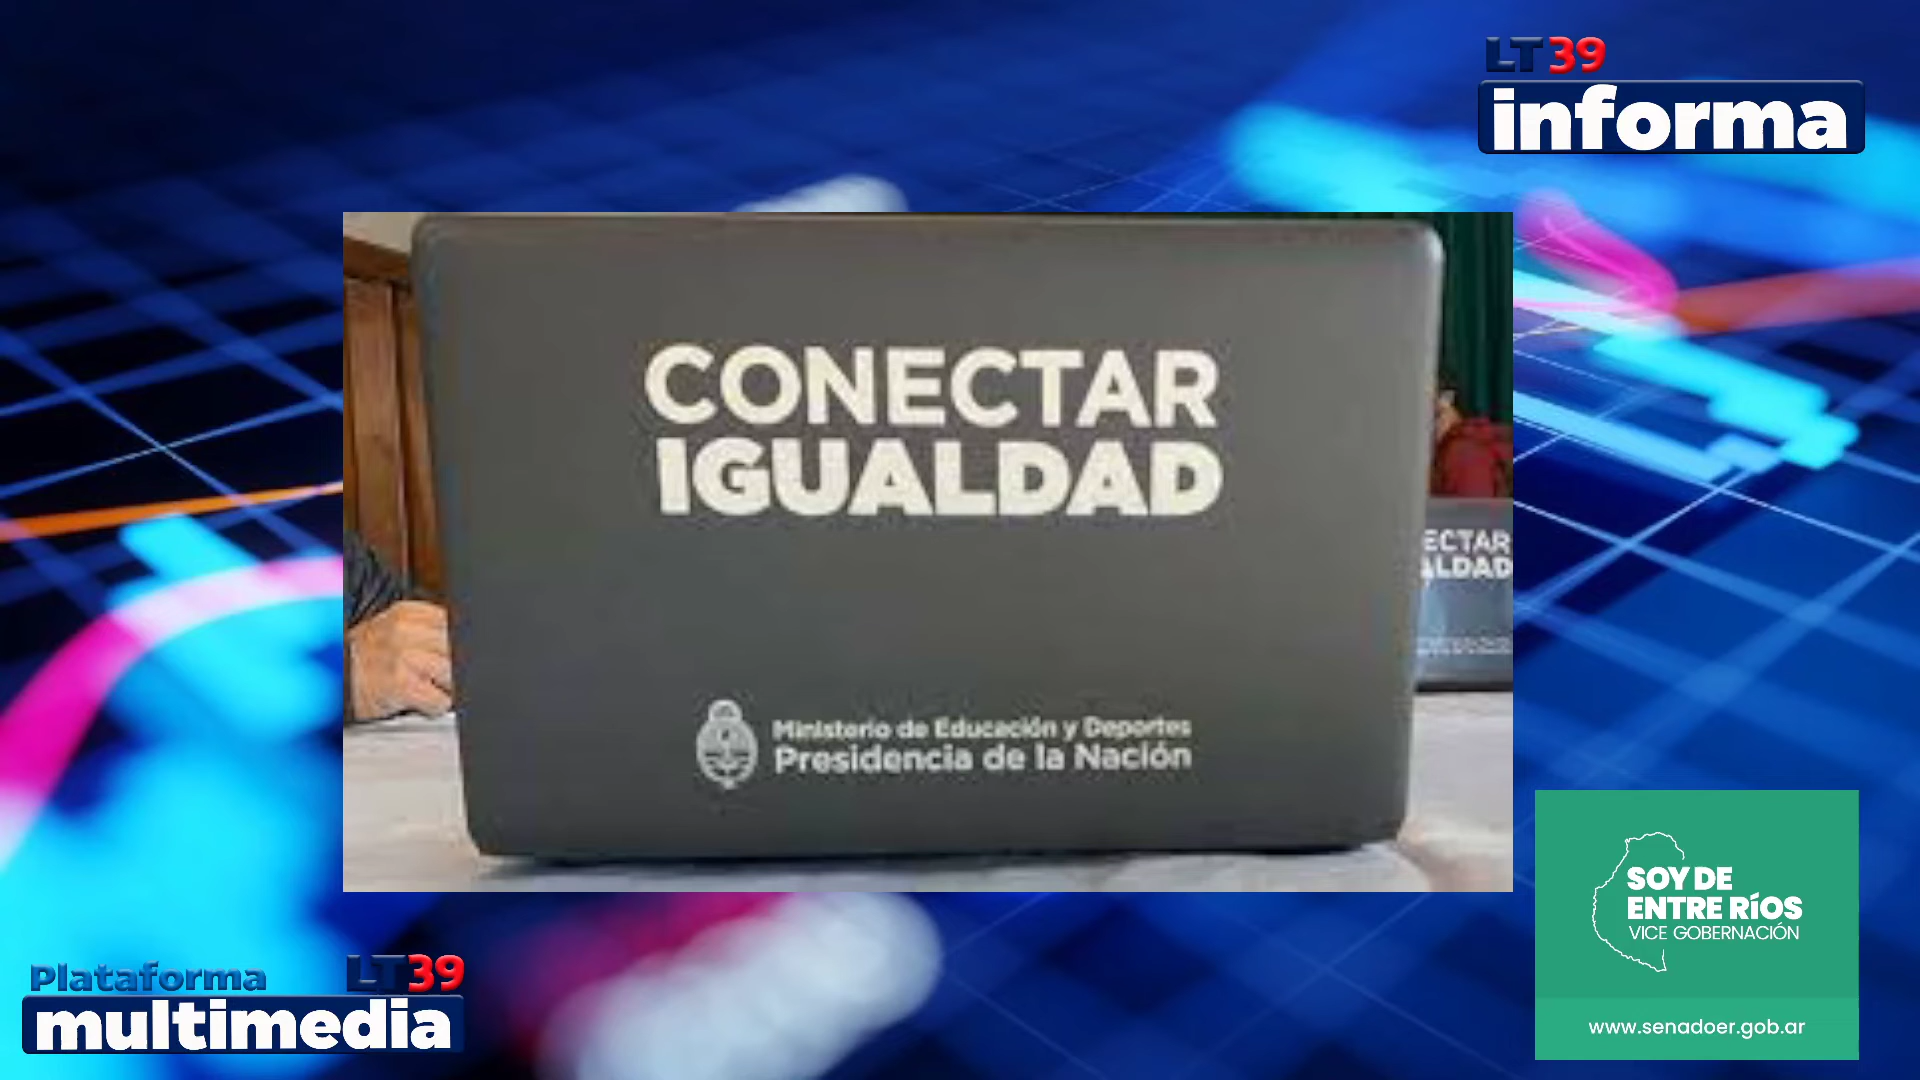 LT39
informa
CONECTAR
IGUALDAD
ECTAR
ALDAD
Ministerio de Educación y Deportes
Presidencia de la Nación
SOY DE
ENTRE RÍOS
VICE GOBERNACIÓN
www.senadoer.gob.ar
Plataforma LT39
multimedia